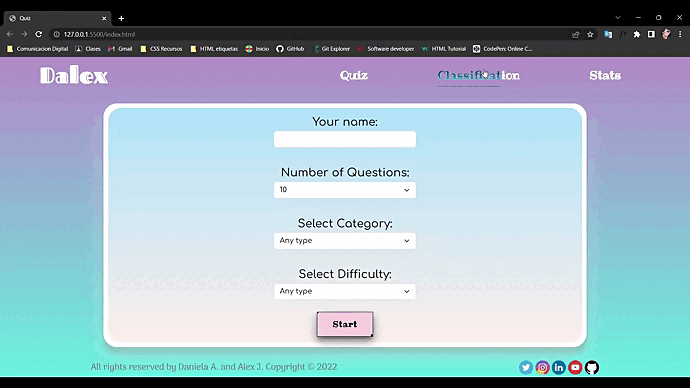 Quiz
127.0.0.1:5500/index.html
Comunicacion Digital Clases Gmail CSS Recursos HTML etiquetas Inicio GitHub Git Explorer Software developer HTML Tutorial CodePen: Online C...
Dalex Quiz Classification Stats
Your name:
Number of Questions:
10
Select Category:
Any type
Select Difficulty:
Any type
Start
All rights reserved by Daniela A. and Alex J. Copyright © 2022